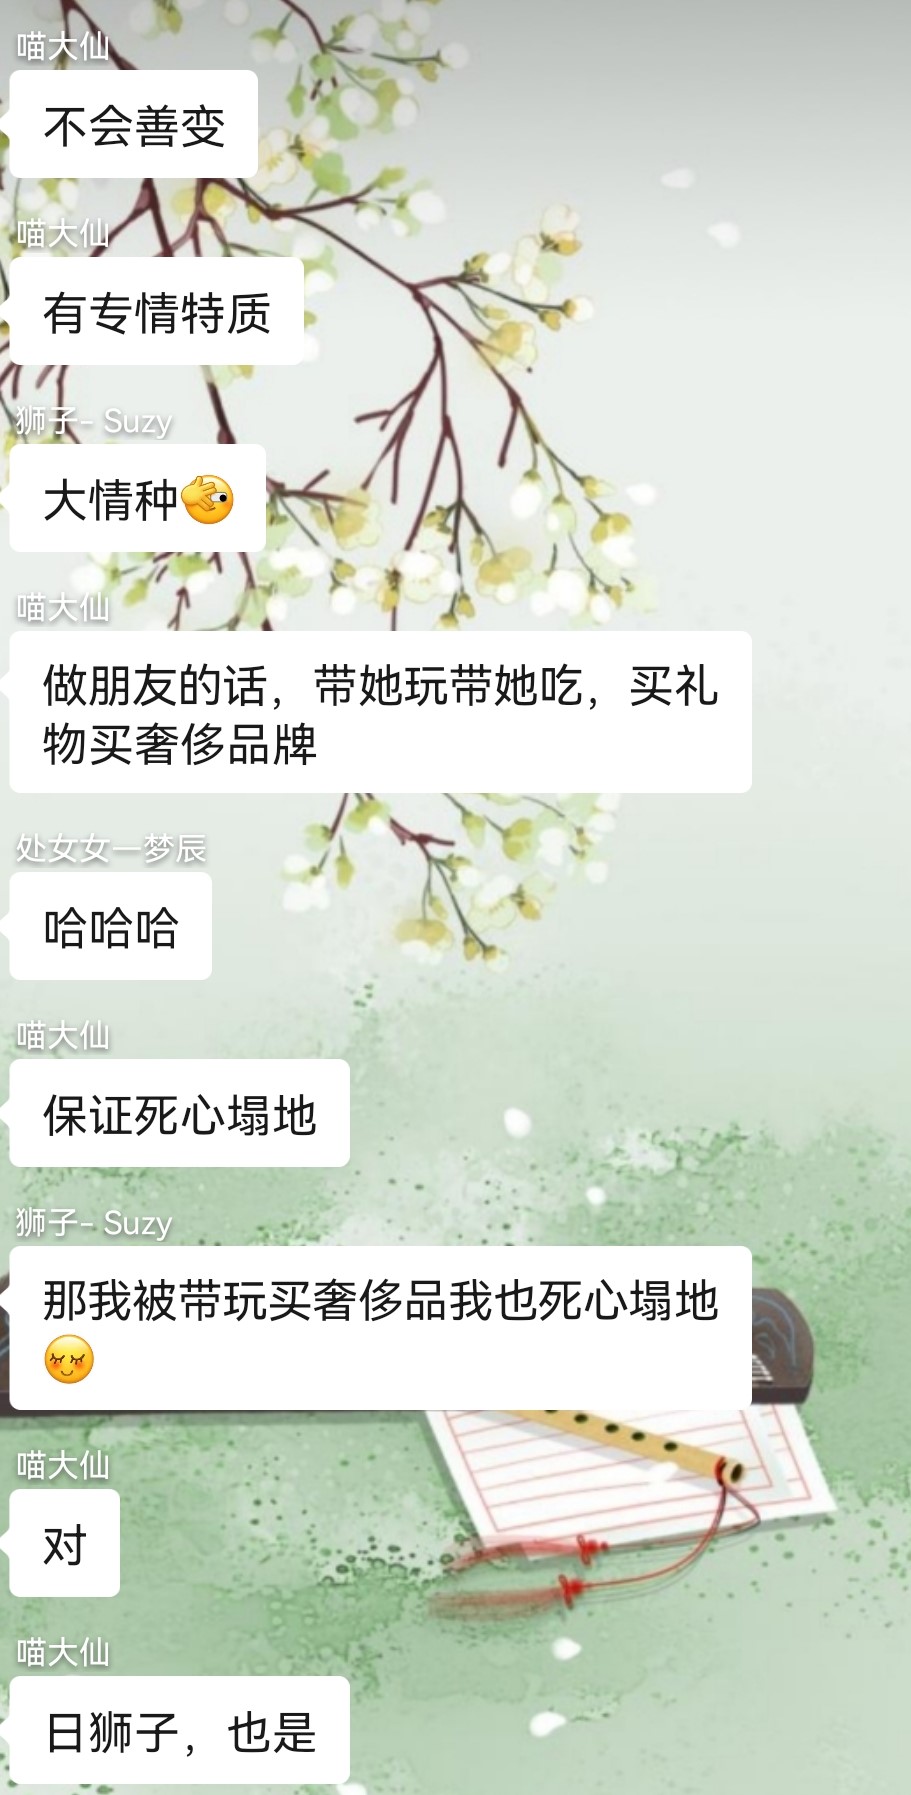 喵大仙
不会善变
喵大仙
有专情特质
狮子- Suzy
大情种🫣
喵大仙
做朋友的话，带她玩带她吃，买礼
物买奢侈品牌
处女女—梦辰
哈哈哈
喵大仙
保证死心塌地
狮子- Suzy
那我被带玩买奢侈品我也死心塌地
😌
喵大仙
对
喵大仙
日狮子，也是